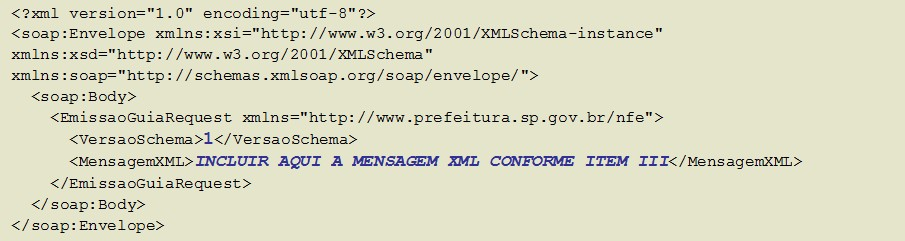 <?xml version="1.0" encoding="utf-8"?>
<soap:Envelope xmlns:xsi="http://www.w3.org/2001/XMLSchema-instance"
xmlns:xsd="http://www.w3.org/2001/XMLSchema"
xmlns:soap="http://schemas.xmlsoap.org/soap/envelope/">
  <soap:Body>
    <EmissaoGuiaRequest xmlns="http://www.prefeitura.sp.gov.br/nfe">
      <VersaoSchema>1</VersaoSchema>
      <MensagemXML>INCLUIR AQUI A MENSAGEM XML CONFORME ITEM III</MensagemXML>
    </EmissaoGuiaRequest>
  </soap:Body>
</soap:Envelope>